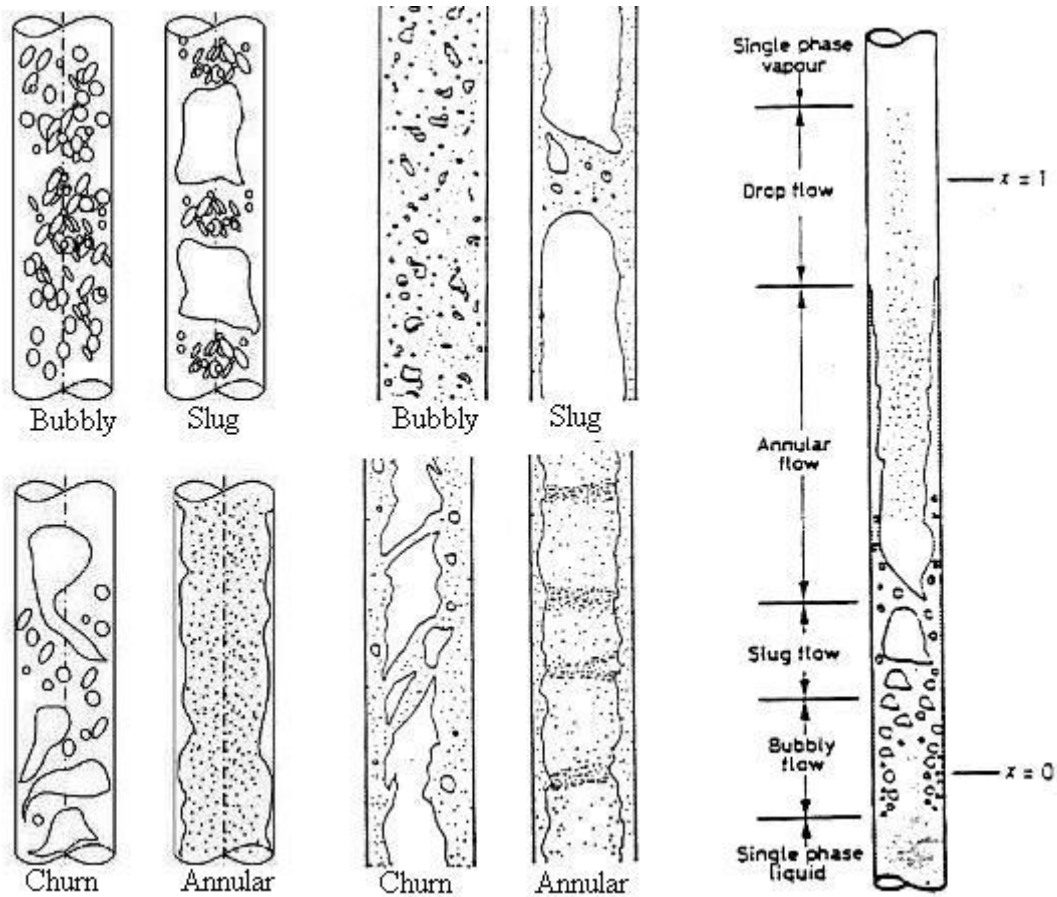 Bubbly
Slug
Bubbly
Slug
Churn
Annular
Churn
Annular
Single phase
vapour
Drop flow
x = 1
Annular
flow
Slug flow
Bubbly
flow
x = 0
Single phase
liquid